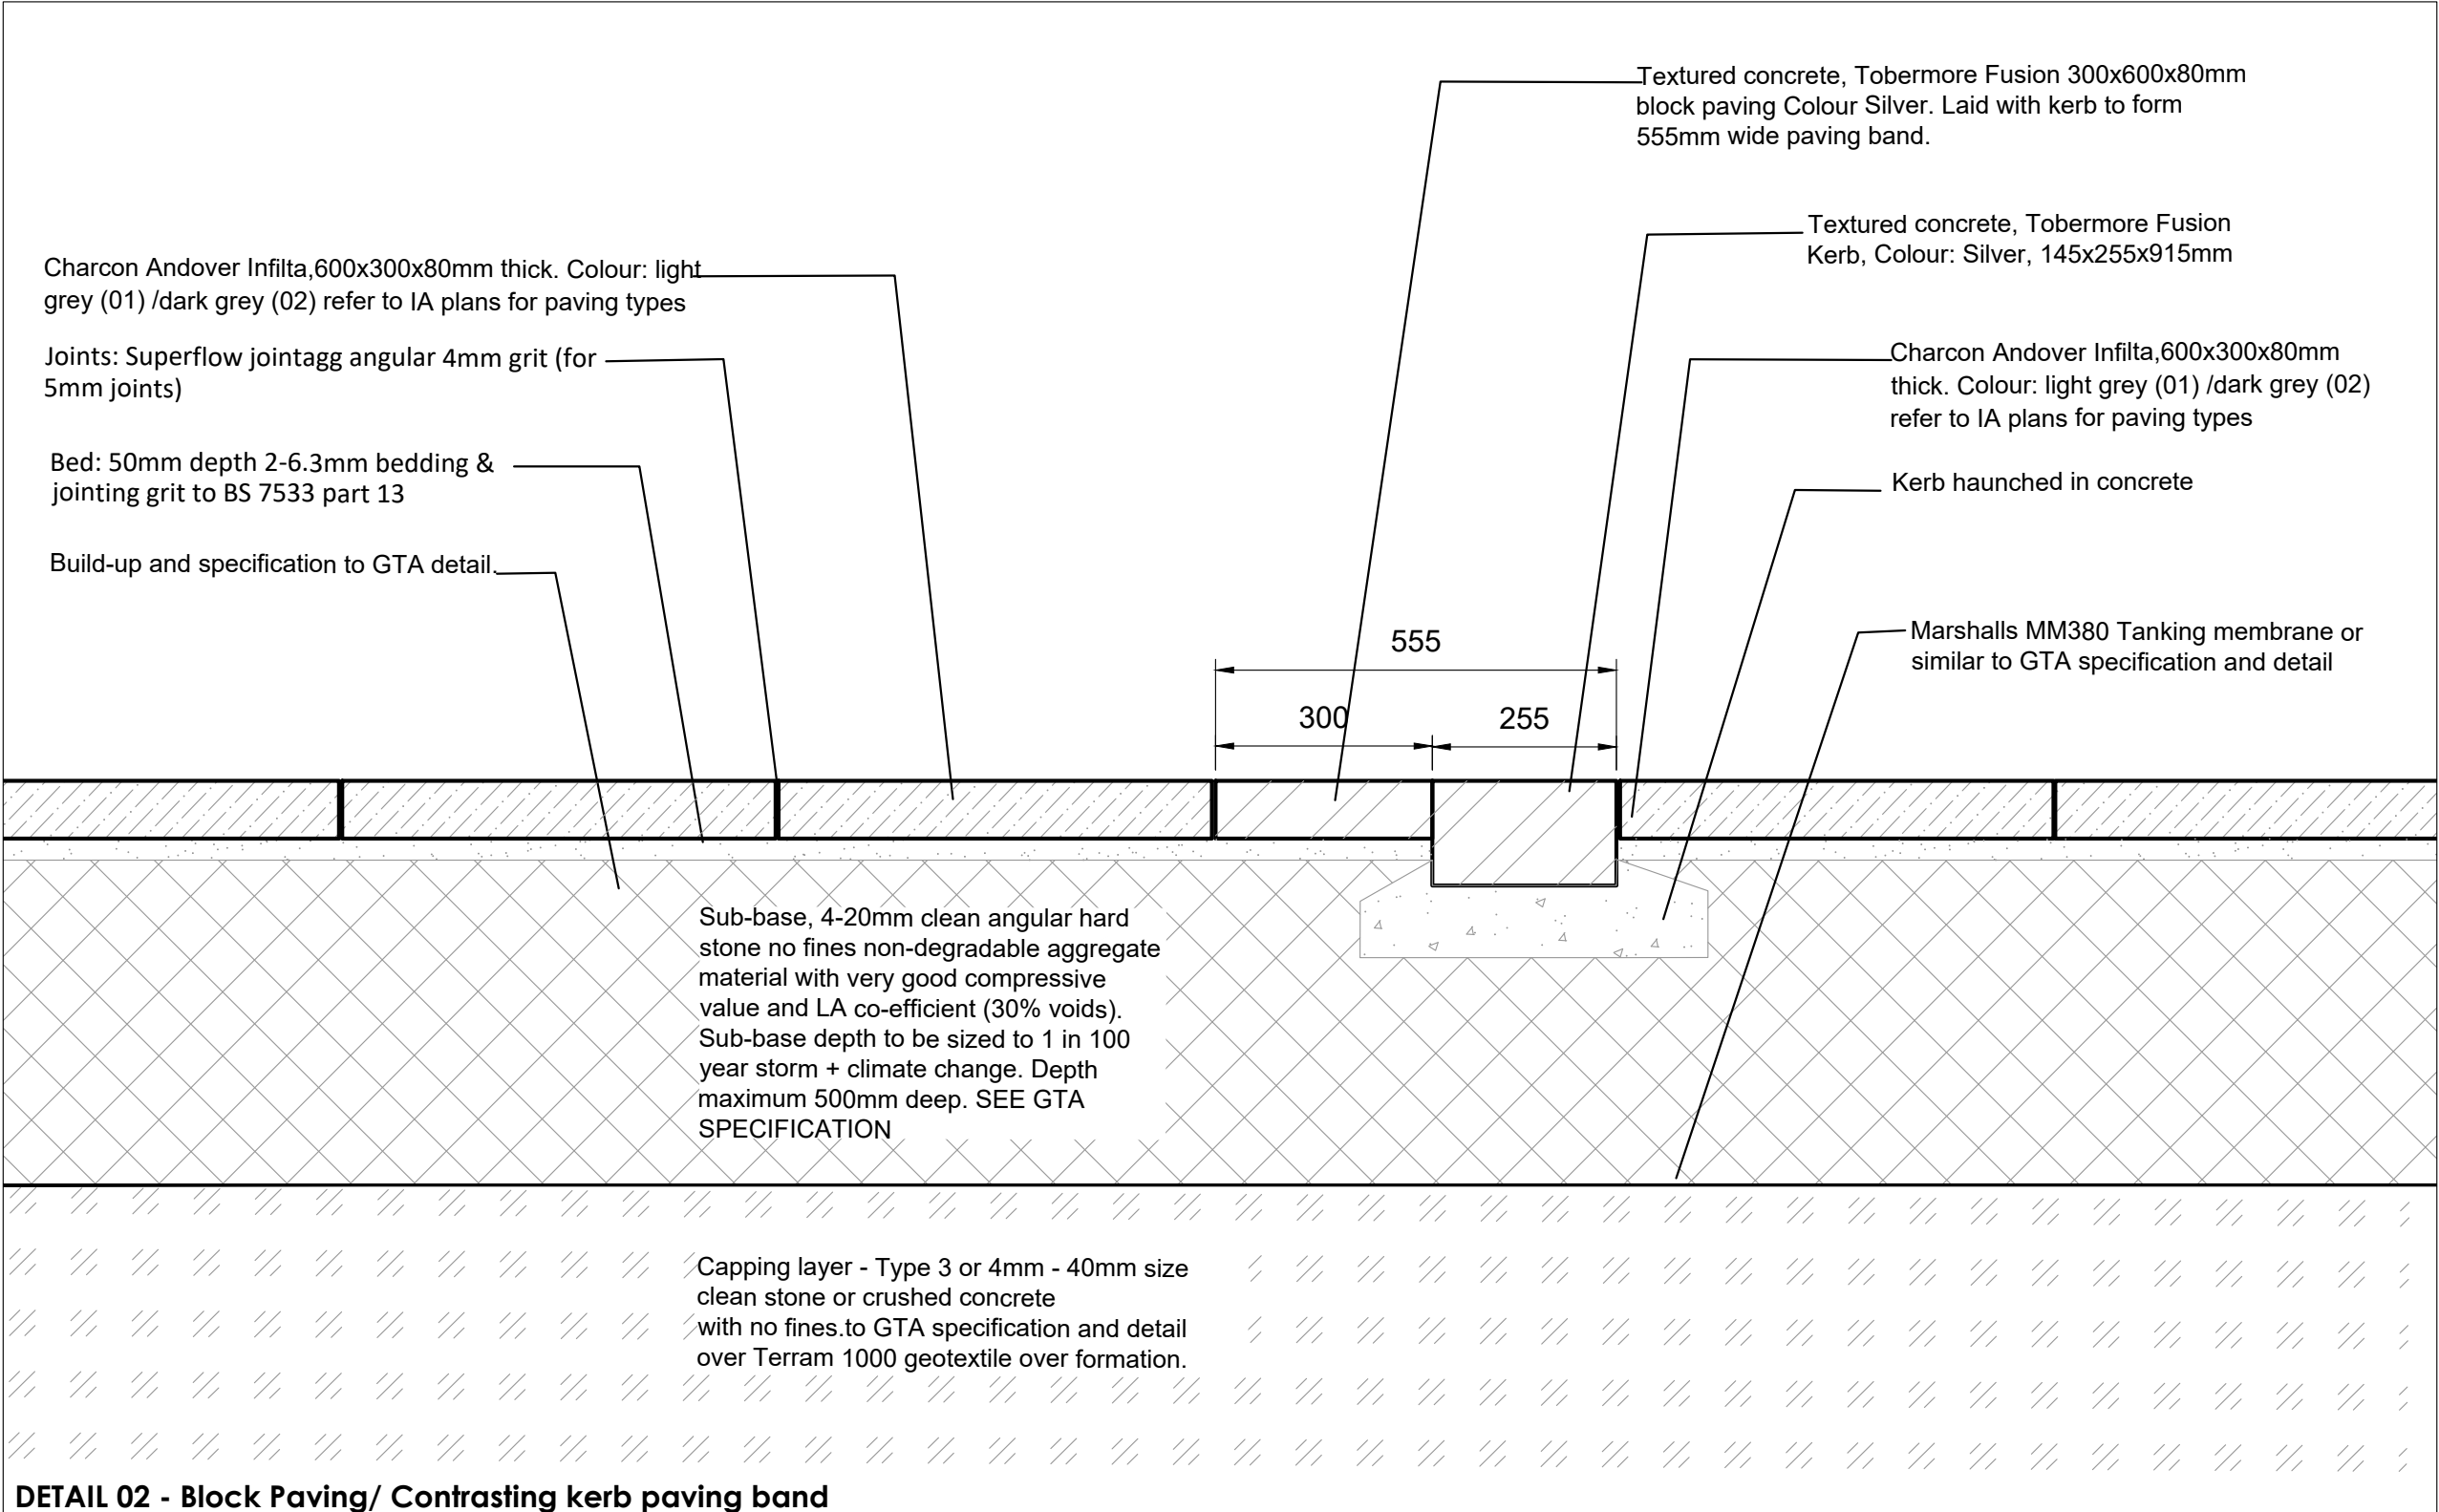 Textured concrete, Tobermore Fusion 300x600x80mm
block paving Colour Silver. Laid with kerb to form
555mm wide paving band.
Textured concrete, Tobermore Fusion
Kerb, Colour: Silver, 145x255x915mm
Charcon Andover Infilta,600x300x80mm thick. Colour: light
grey (01) /dark grey (02) refer to IA plans for paving types
Joints: Superflow jointagg angular 4mm grit (for
5mm joints)
Bed: 50mm depth 2-6.3mm bedding &
jointing grit to BS 7533 part 13
Build-up and specification to GTA detail.
Charcon Andover Infilta,600x300x80mm
thick. Colour: light grey (01) /dark grey (02)
refer to IA plans for paving types
Kerb haunched in concrete
Marshalls MM380 Tanking membrane or
similar to GTA specification and detail
555
300
255
Sub-base, 4-20mm clean angular hard
stone no fines non-degradable aggregate
material with very good compressive
value and LA co-efficient (30% voids).
Sub-base depth to be sized to 1 in 100
year storm + climate change. Depth
maximum 500mm deep. SEE GTA
SPECIFICATION
Capping layer - Type 3 or 4mm - 40mm size
clean stone or crushed concrete
with no fines.to GTA specification and detail
over Terram 1000 geotextile over formation.
DETAIL 02 - Block Paving/ Contrasting kerb paving band